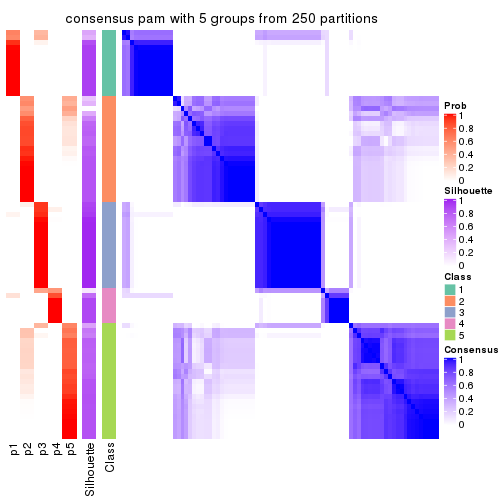 consensus pam with 5 groups from 250 partitions
Prob
1
0.8
0.6
0.4
0.2
0
Silhouette
1
0.8
0.6
0.4
0.2
0
Class
1
2
3
4
5
Consensus
1
0.8
0.6
0.4
0.2
0
p1
p2
p3
p4
p5
Silhouette
Class